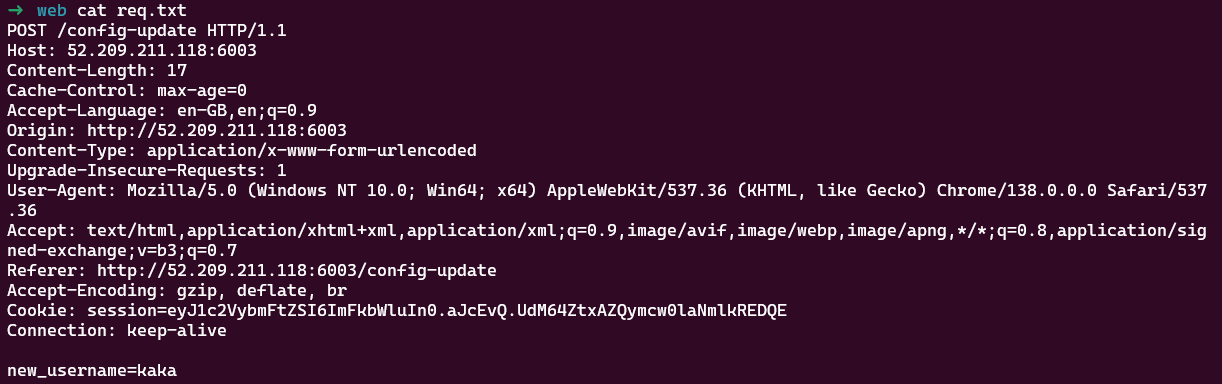 → web cat req.txt
POST /config-update HTTP/1.1
Host: 52.209.211.118:6003
Content-Length: 17
Cache-Control: max-age=0
Accept-Language: en-GB,en;q=0.9
Origin: http://52.209.211.118:6003
Content-Type: application/x-www-form-urlencoded
Upgrade-Insecure-Requests: 1
User-Agent: Mozilla/5.0 (Windows NT 10.0; Win64; x64) AppleWebKit/537.36 (KHTML, like Gecko) Chrome/138.0.0.0 Safari/537
.36
Accept: text/html,application/xhtml+xml,application/xml;q=0.9,image/avif,image/webp,image/apng,*/*;q=0.8,application/sig
ned-exchange;v=b3;q=0.7
Referer: http://52.209.211.118:6003/config-update
Accept-Encoding: gzip, deflate, br
Cookie: session=eyJ1c2VybmFtZSI6ImFkbWluIn0.aJcEvQ.UdM64ZtxAZQymcw0laNmlkREDQE
Connection: keep-alive

new_username=kaka